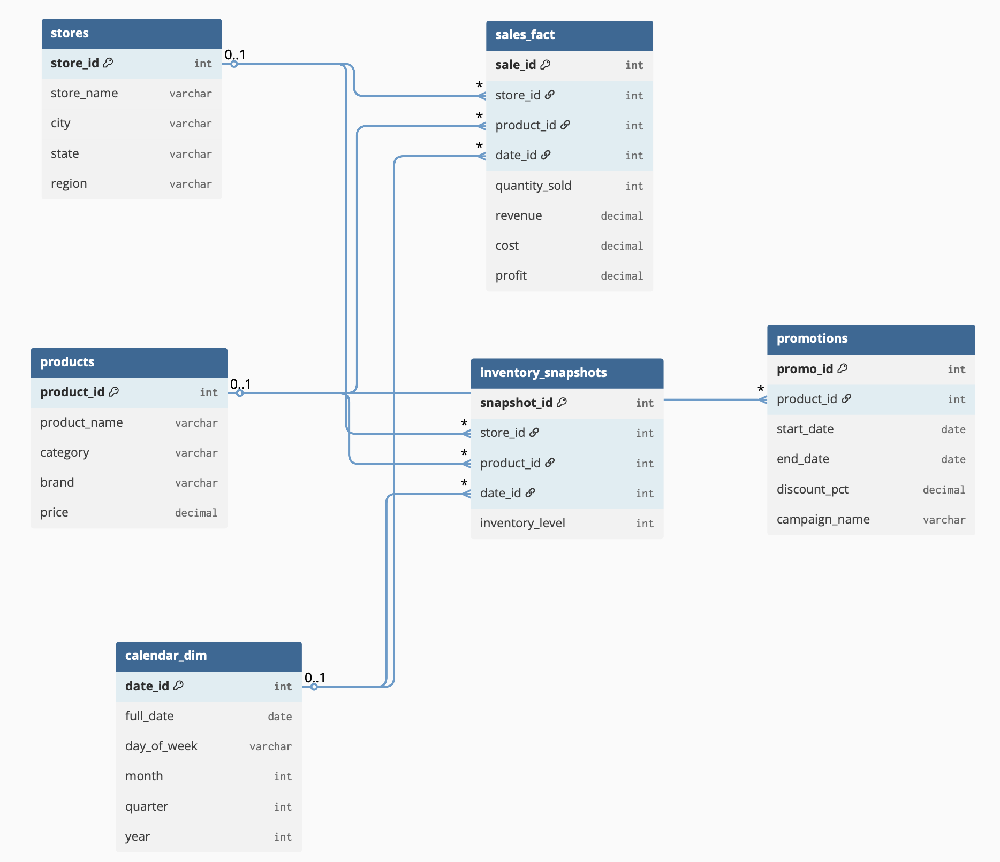 stores
store_id int
store_name varchar
city varchar
state varchar
region varchar
0..1
sales_fact
sale_id int
* store_id int
* product_id int
* date_id int
quantity_sold int
revenue decimal
cost decimal
profit decimal
products
product_id int
product_name varchar
category varchar
brand varchar
price decimal
0..1
inventory_snapshots
snapshot_id int
* store_id int
* product_id int
* date_id int
inventory_level int
promotions
promo_id int
* product_id int
start_date date
end_date date
discount_pct decimal
campaign_name varchar
calendar_dim
date_id int
full_date date
day_of_week varchar
month int
quarter int
year int
0..1